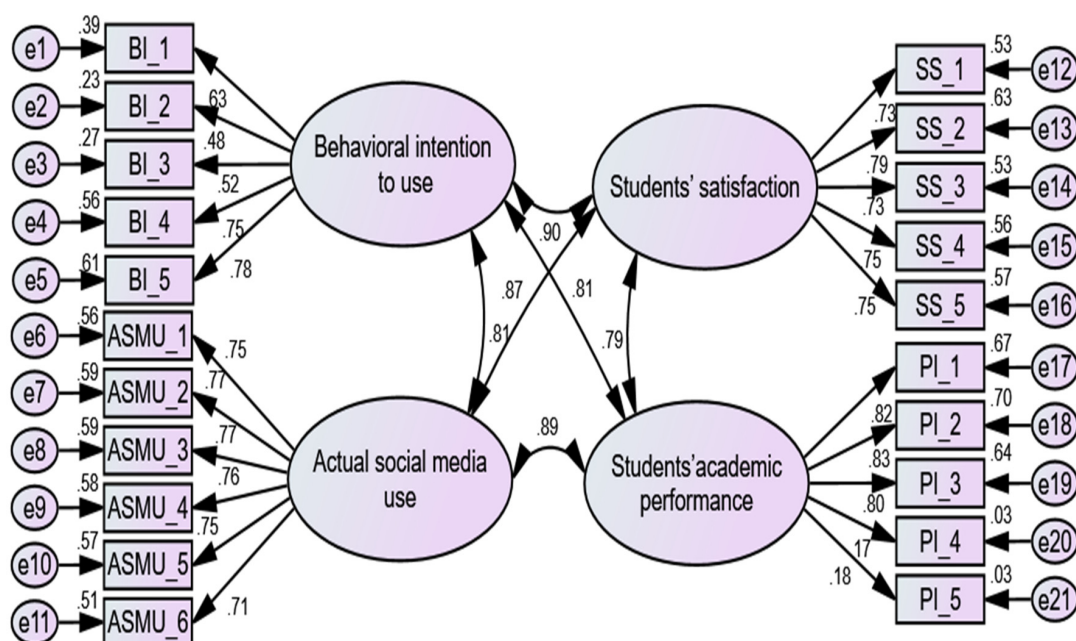 e1
.39
BI_1
e2
.23
BI_2
.63
e3
.27
BI_3
.48
e4
.56
BI_4
.52
e5
.61
BI_5
.75
.78
Behavioral intention
to use
e6
.56
ASMU_1
.75
e7
.59
ASMU_2
.77
e8
.59
ASMU_3
.77
e9
.58
ASMU_4
.76
e10
.57
ASMU_5
.75
e11
.51
ASMU_6
.71
Actual social media
use
.90
.87
.81
.81
.79
.89
Students' satisfaction
SS_1
.53
e12
.73
SS_2
.63
e13
.79
SS_3
.53
e14
.73
SS_4
.56
e15
.75
SS_5
.57
e16
.75
Students'academic
performance
PI_1
.67
e17
.82
PI_2
.70
e18
.83
PI_3
.64
e19
.80
PI_4
.03
e20
17
PI_5
.03
e21
.18